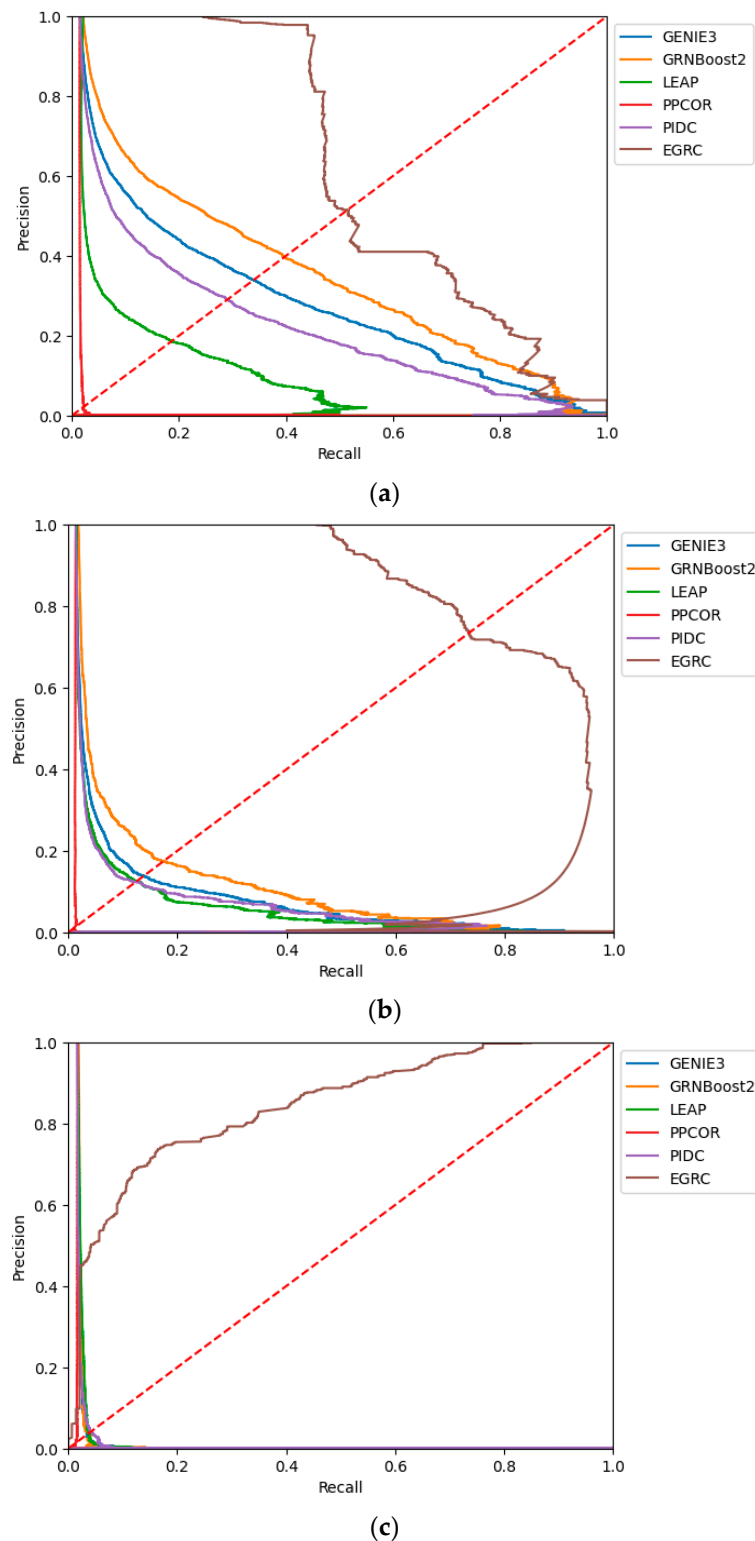 1.0
0.8
0.6
0.4
0.2
0.0
Precision
0.0 0.2 0.4 0.6 0.8 1.0
Recall
GENIE3
GRNBoost2
LEAP
PPCOR
PIDC
EGRC
(a)
1.0
0.8
0.6
0.4
0.2
0.0
Precision
0.0 0.2 0.4 0.6 0.8 1.0
Recall
GENIE3
GRNBoost2
LEAP
PPCOR
PIDC
EGRC
(b)
1.0
0.8
0.6
0.4
0.2
0.0
Precision
0.0 0.2 0.4 0.6 0.8 1.0
Recall
GENIE3
GRNBoost2
LEAP
PPCOR
PIDC
EGRC
(c)